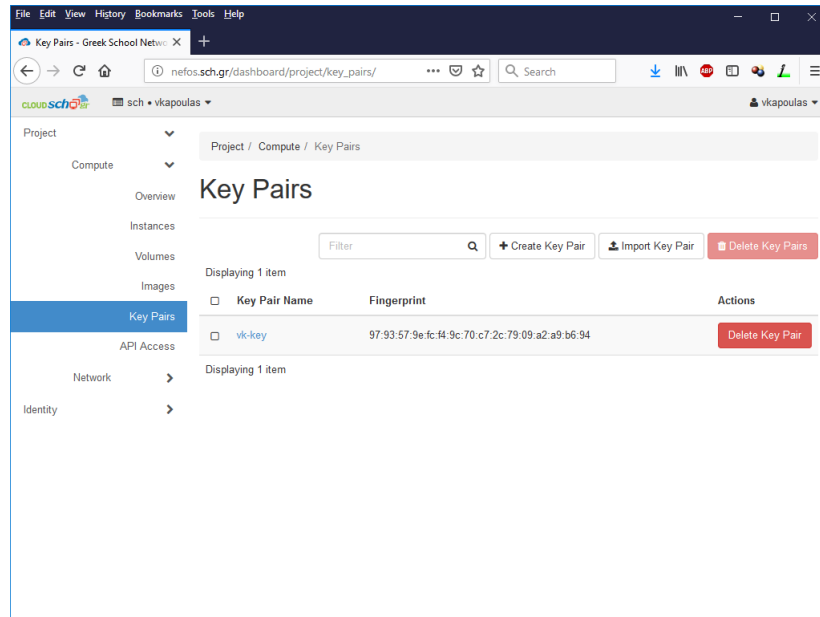 File Edit View History Bookmarks Tools Help
Key Pairs - Greek School Netwo
nefos.sch.gr/dashboard/project/key_pairs/
Search
ABP
CLOUD sch
sch • vkapoulas
vkapoulas
Project
Project / Compute / Key Pairs
Compute
Key Pairs
Overview
Instances
Filter
Create Key Pair
Import Key Pair
Delete Key Pairs
Volumes
Displaying 1 item
Images
Key Pair Name Fingerprint Actions
Key Pairs
vk-key 97:93:57:9e:fc:f4:9c:70:c7:2c:79:09:a2:a9:b6:94 Delete Key Pair
API Access
Displaying 1 item
Network
Identity